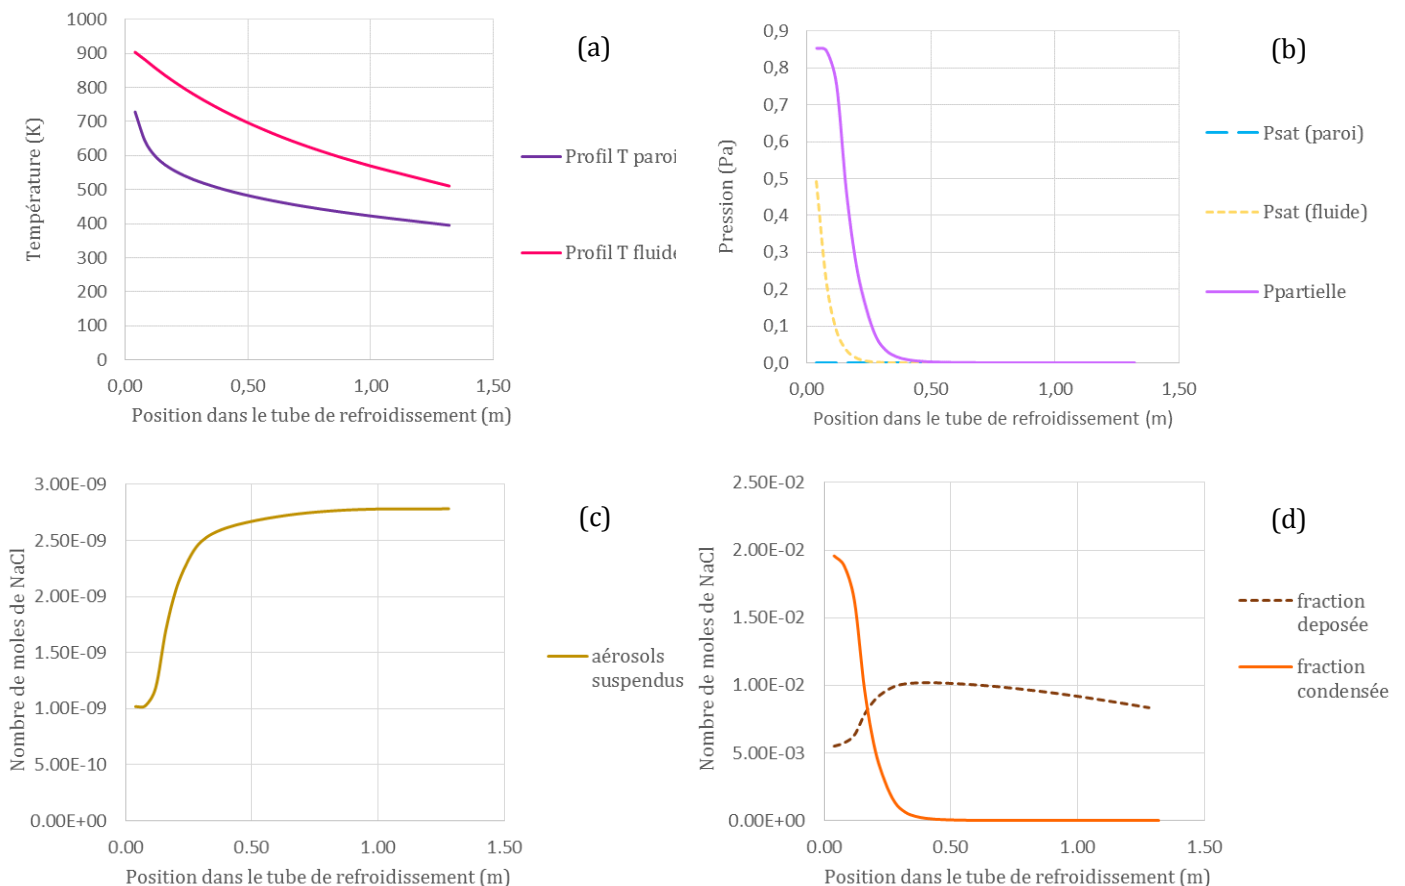 1000
900
800
700
600
500
400
300
200
100
0
0,00
0,50
1,00
1,50
Température (K)
Position dans le tube de refroidissement (m)
(a)
Profil T paroi
Profil T fluide
0,9
0,8
0,7
0,6
0,5
0,4
0,3
0,2
0,1
0,0
0,00
0,50
1,00
1,50
Pression (Pa)
Position dans le tube de refroidissement (m)
(b)
Psat (paroi)
Psat (fluide)
Ppartielle
3.00E-09
2.50E-09
2.00E-09
1.50E-09
1.00E-09
5.00E-10
0.00E+00
0.00
0.50
1.00
1.50
Nombre de moles de NaCl
Position dans le tube de refroidissement (m)
(c)
aérosols
suspendus
2.50E-02
2.00E-02
1.50E-02
1.00E-02
5.00E-03
0.00E+00
0.00
0.50
1.00
1.50
Nombre de moles de NaCl
Position dans le tube de refroidissement (m)
(d)
fraction
deposée
fraction
condensée